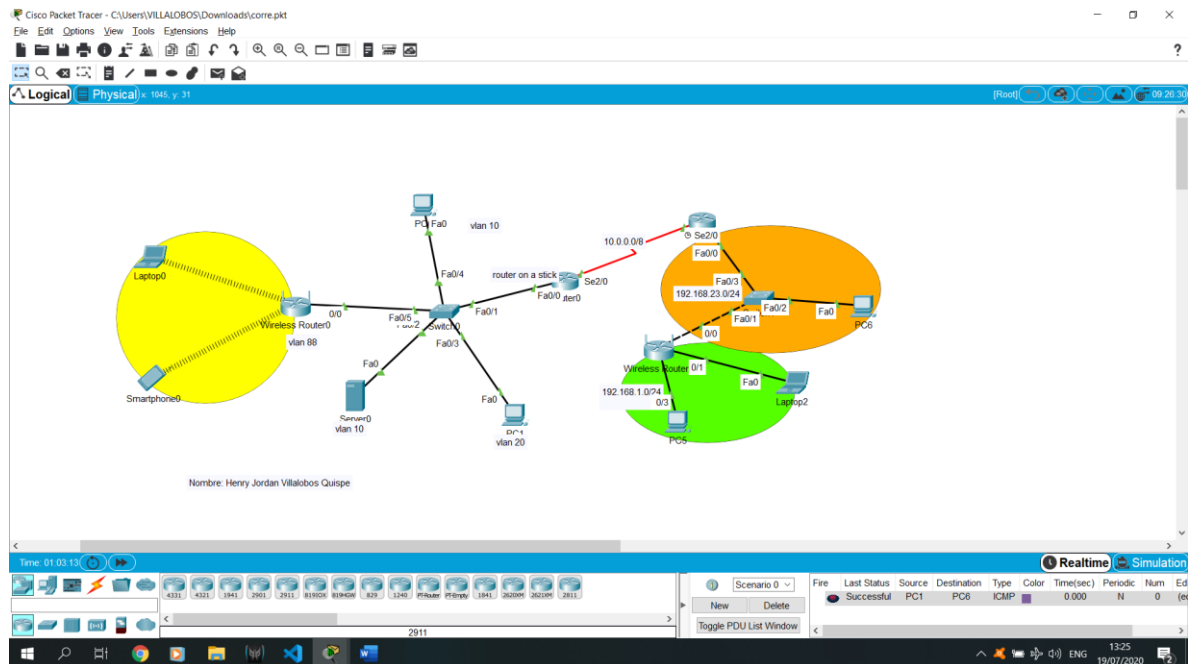 Cisco Packet Tracer - C:\Users\VILLALOBOS\Downloads\corre.pkt
File Edit Options View Tools Extensions Help
?
Logical Physical x: 1045, y: 31 [Root] 09:26:30
Fa0 vlan 10
10.0.0.0/8 Se2/0
Fa0/0
Laptop0 Fa0/4 router on a stick Se2/0 Fa0/3
Fa0/0 192.168.23.0/24
Fa0/1 Fa0/2 Fa0
0/0 Fa0/5 Switch0 Fa0/1 PC6
Wireless Router0 0/0
vlan 88 Fa0/3
Fa0 Wireless Router 0/1
Fa0
Smartphone0 Fa0 192.168.1.0/24 Laptop2
0/3
Server0 PC1
vlan 10 vlan 20 PC5
Nombre: Henry Jordan Villalobos Quispe
Time: 01:03:13 Realtime Simulation
4331 4321 1941 2901 2911 819IOX 819HGW 829 1240 PT-Router PT-Empty 1841 2620XM 2621XM 2811
Scenario 0 Fire Last Status Source Destination Type Color Time(sec) Periodic Num Ed
Successful PC1 PC6 ICMP 0.000 N 0
New Delete
Toggle PDU List Window
2911
ENG 13:25
19/07/2020
2